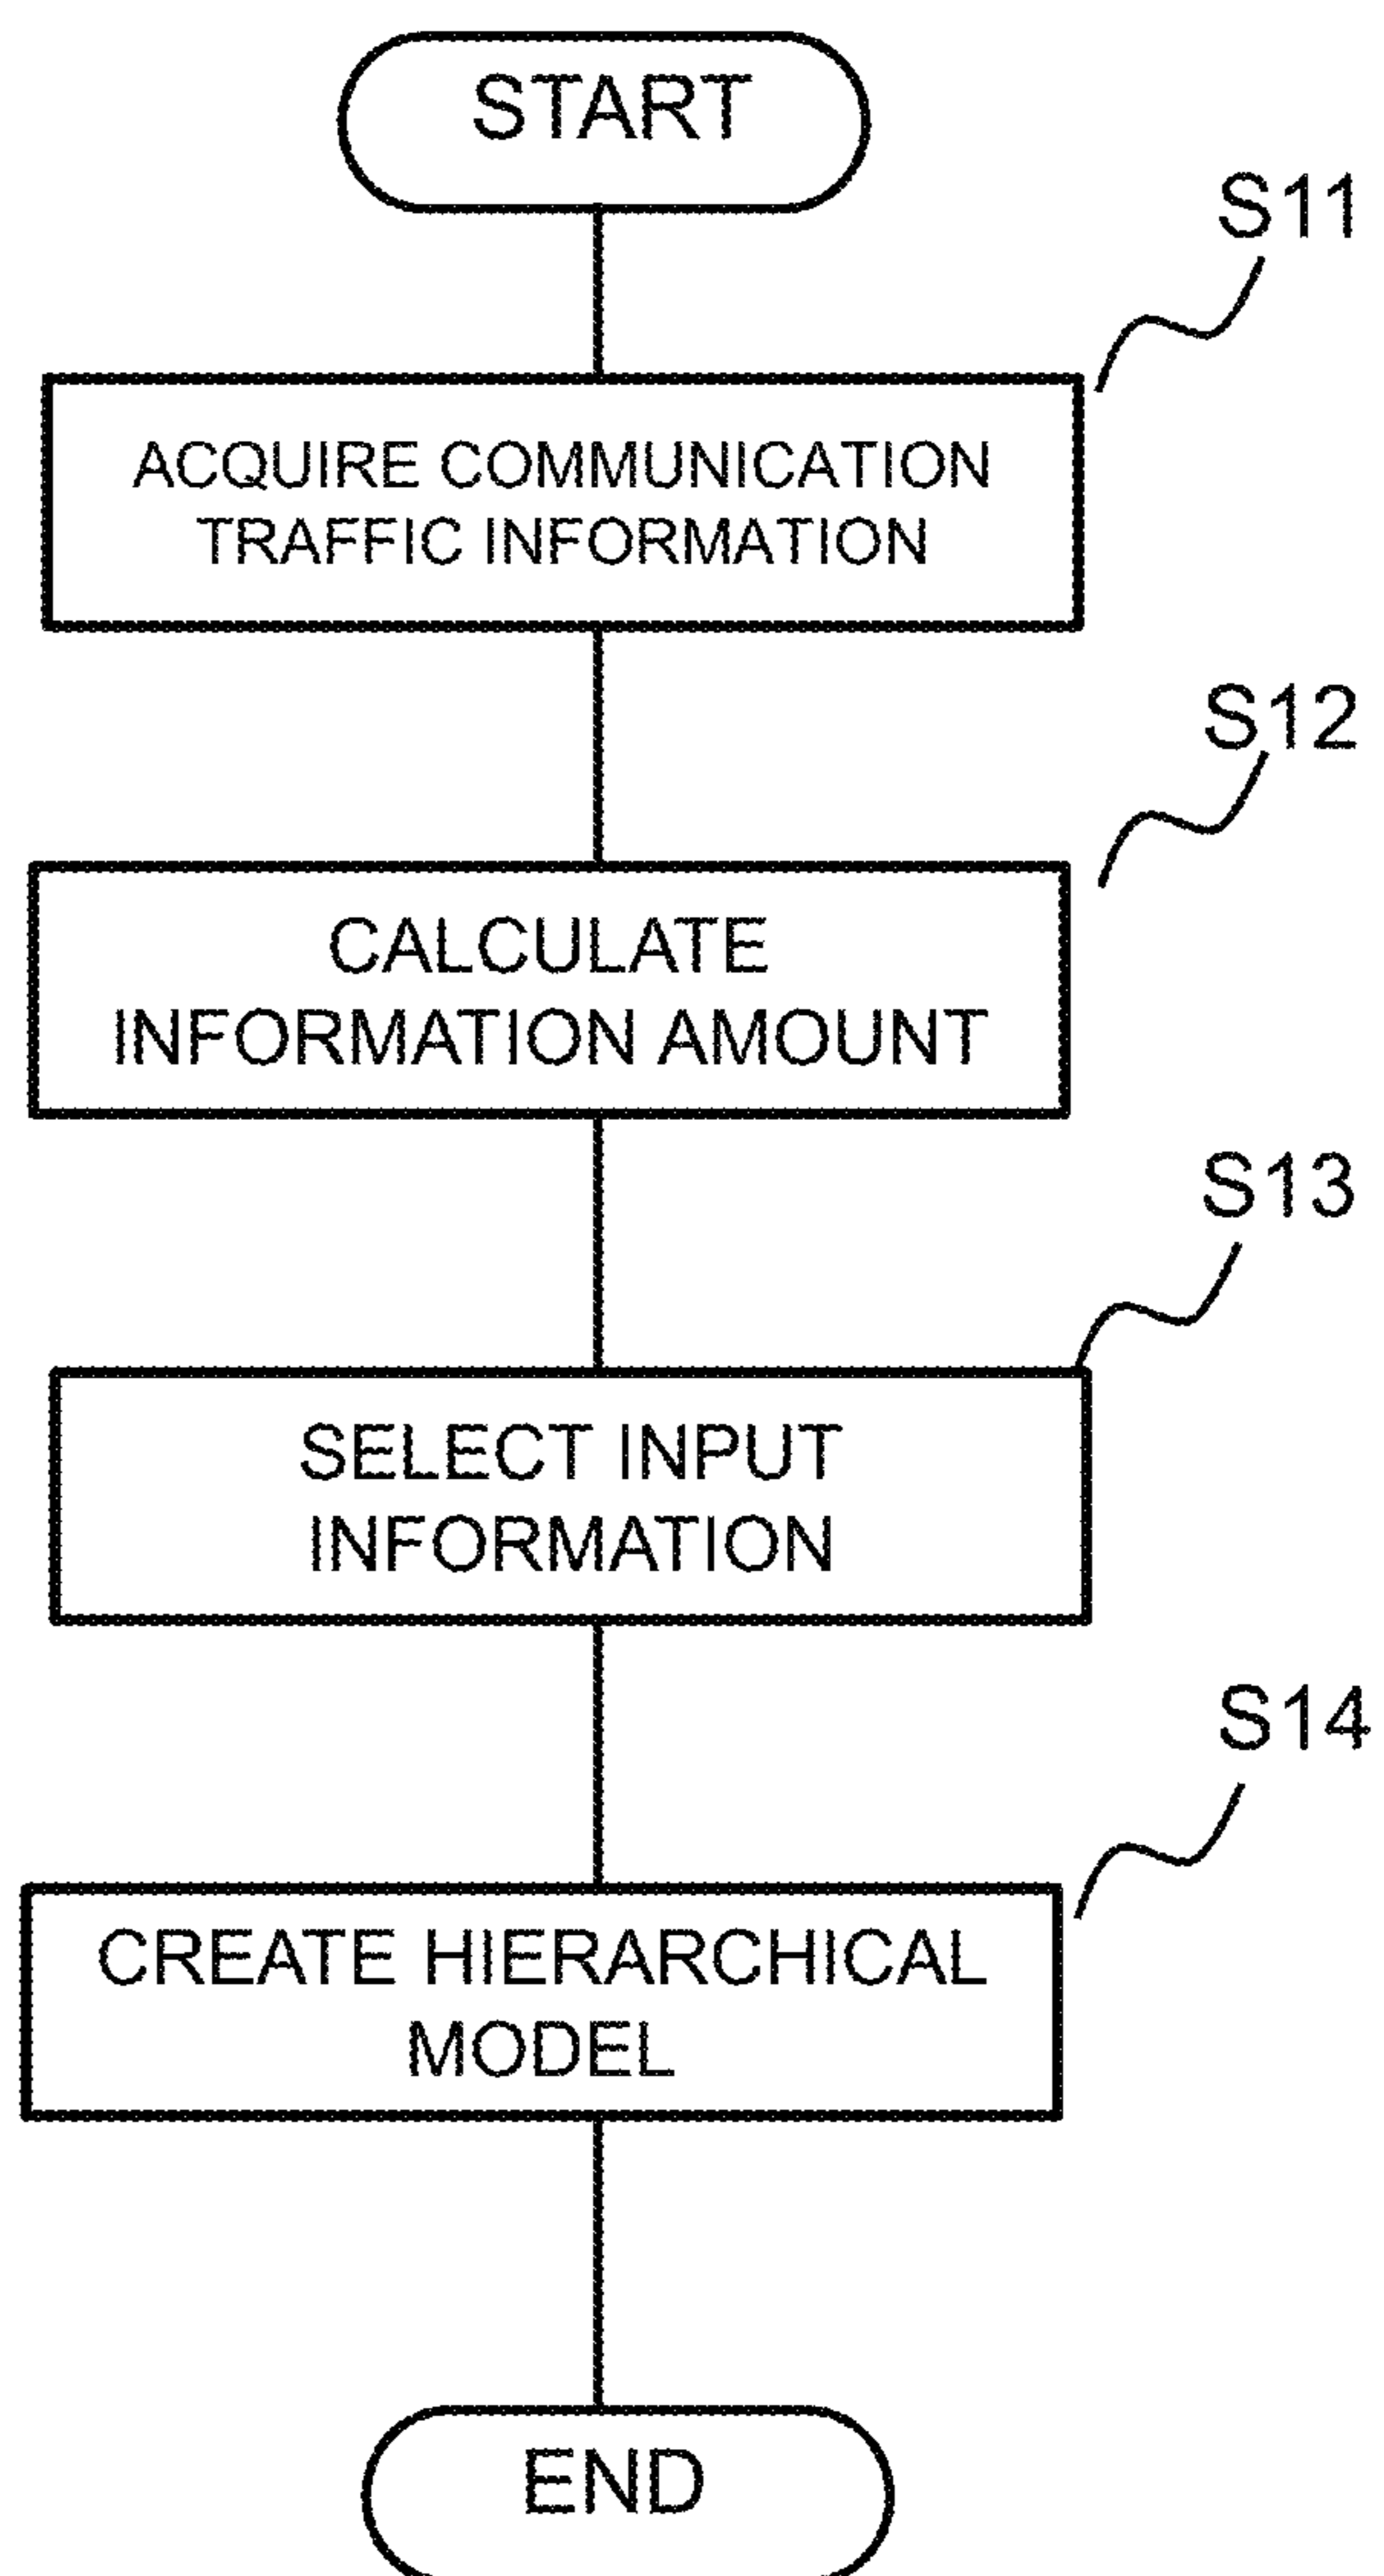 START
S11
ACQUIRE COMMUNICATION
TRAFFIC INFORMATION
S12
CALCULATE
INFORMATION AMOUNT
S13
SELECT INPUT
INFORMATION
S14
CREATE HIERARCHICAL
MODEL
END